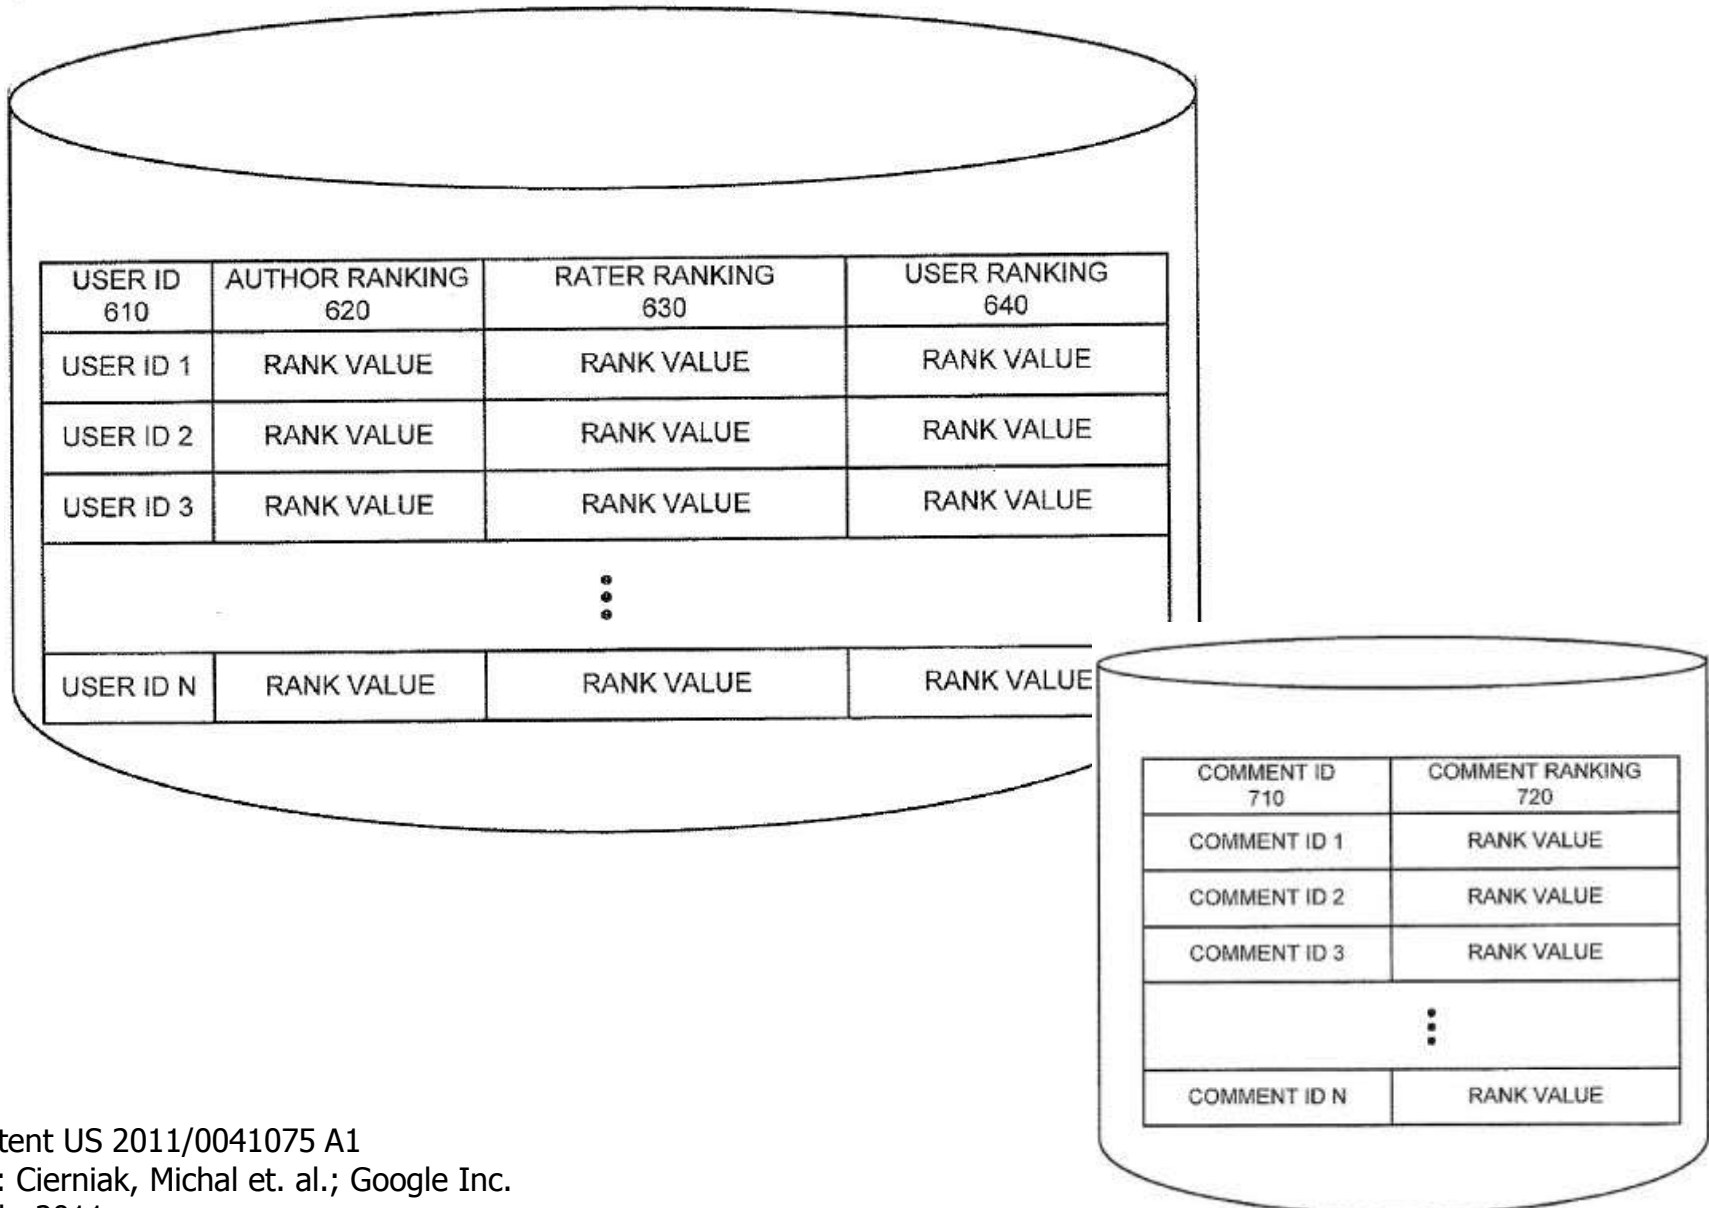 USER ID AUTHOR RANKING RATER RANKING USER RANKING
610 620 630 640
USER ID 1 RANK VALUE RANK VALUE RANK VALUE
USER ID 2 RANK VALUE RANK VALUE RANK VALUE
USER ID 3 RANK VALUE RANK VALUE RANK VALUE
USER ID N RANK VALUE RANK VALUE RANK VALUE
COMMENT ID COMMENT RANKING
710 720
COMMENT ID 1 RANK VALUE
COMMENT ID 2 RANK VALUE
COMMENT ID 3 RANK VALUE
COMMENT ID N RANK VALUE
tent US 2011/0041075 A1
: Cierniak, Michal et. al.; Google Inc.